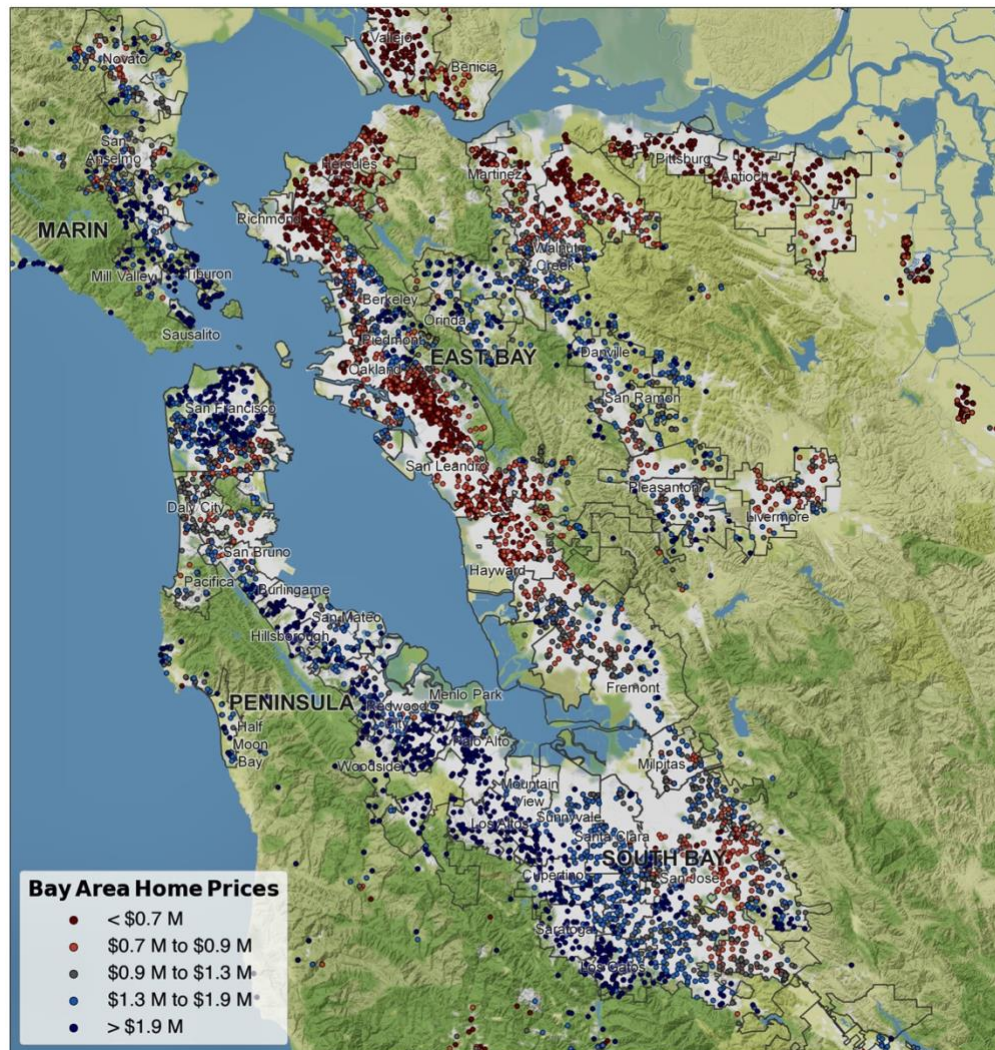 Vallejo
Benicia
Novato
San
Anselmo
Hercules
Martinez
Pittsburg
Antioch
Richmond
MARIN
Walnut
Creek
Mill Valley
Tiburon
Berkeley
Orinda
Sausalito
Piedmont
EAST BAY
Oakland
Danville
San Ramon
San Francisco
San Leandro
Pleasanton
Livermore
Daly City
San Bruno
Hayward
Pacifica
Burlingame
San Mateo
Hillsborough
Fremont
PENINSULA
Menlo Park
Redwood
City
Half
Moon
Bay
Palo Alto
Woodside
Milpitas
Mountain
View
Los Altos
Sunnyvale
Santa Clara
SOUTH BAY
Cupertino
San Jose
Saratoga
Los Gatos
Bay Area Home Prices
< $0.7 M
$0.7 M to $0.9 M
$0.9 M to $1.3 M
$1.3 M to $1.9 M
> $1.9 M